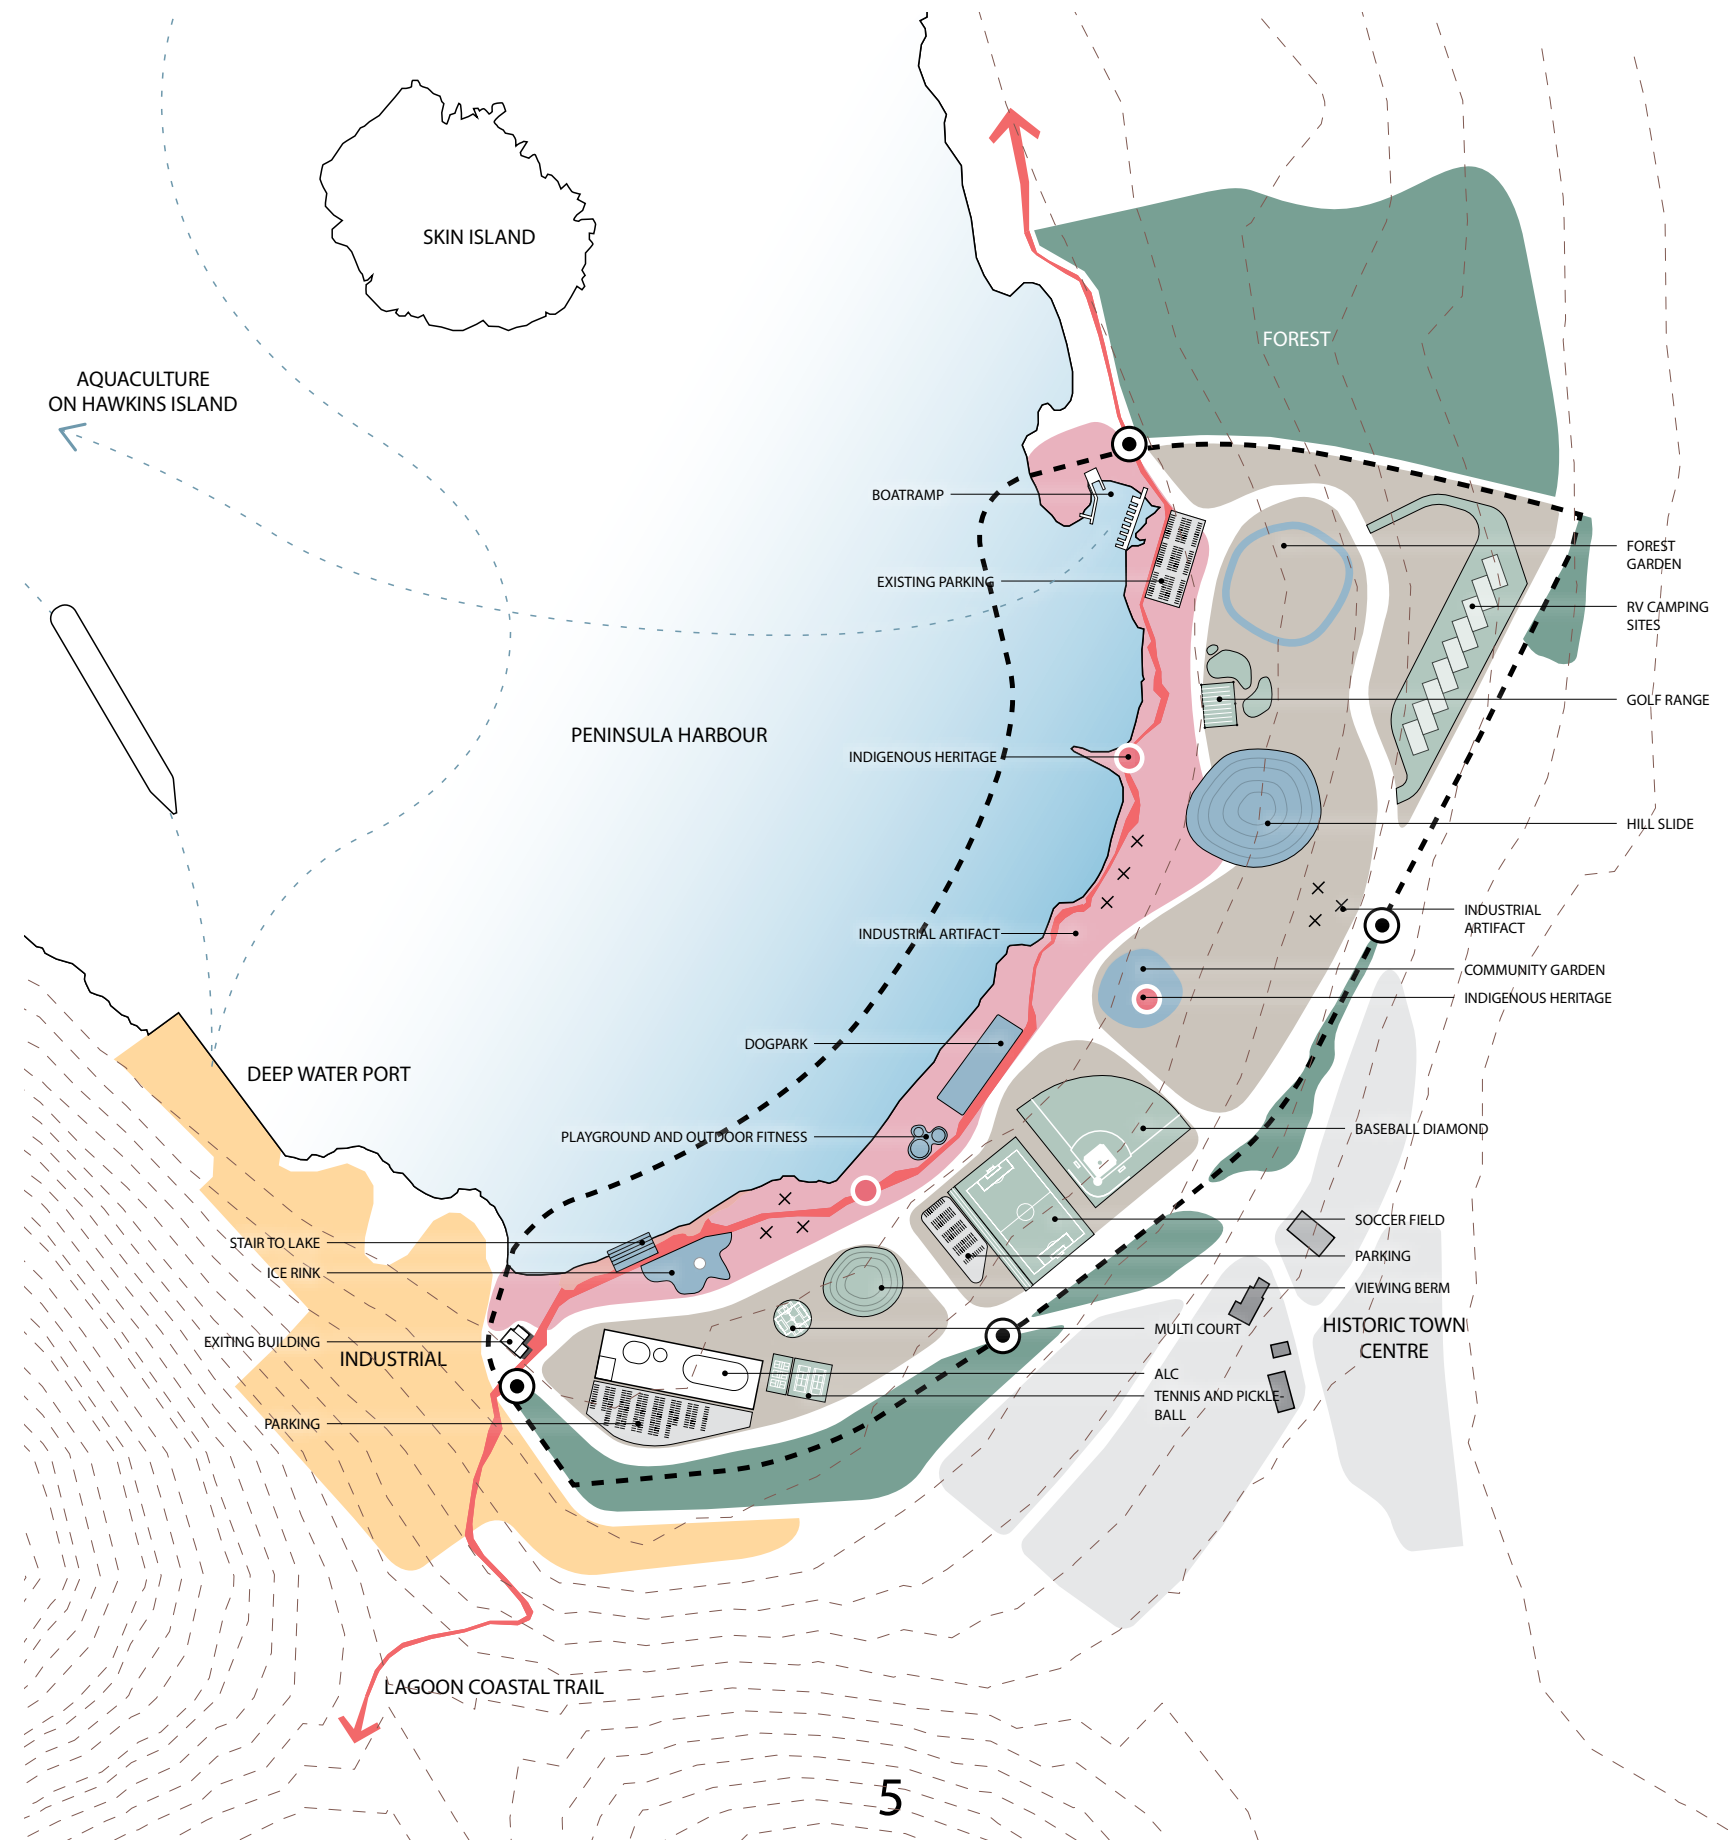 SKIN ISLAND
FOREST
AQUACULTURE
ON HAWKINS ISLAND
BOATRAMP
EXISTING PARKING
FOREST
GARDEN
RV CAMPING
SITES
GOLF RANGE
PENINSULA HARBOUR
INDIGENOUS HERITAGE
HILL SLIDE
INDUSTRIAL ARTIFACT
INDUSTRIAL
ARTIFACT
COMMUNITY GARDEN
INDIGENOUS HERITAGE
DOGPARK
DEEP WATER PORT
PLAYGROUND AND OUTDOOR FITNESS
BASEBALL DIAMOND
STAIR TO LAKE
SOCCER FIELD
PARKING
ICE RINK
VIEWING BERM
EXITING BUILDING
INDUSTRIAL
MULTI COURT
HISTORIC TOWN
CENTRE
ALC
TENNIS AND PICKLE-
BALL
PARKING
LAGOON COASTAL TRAIL
5